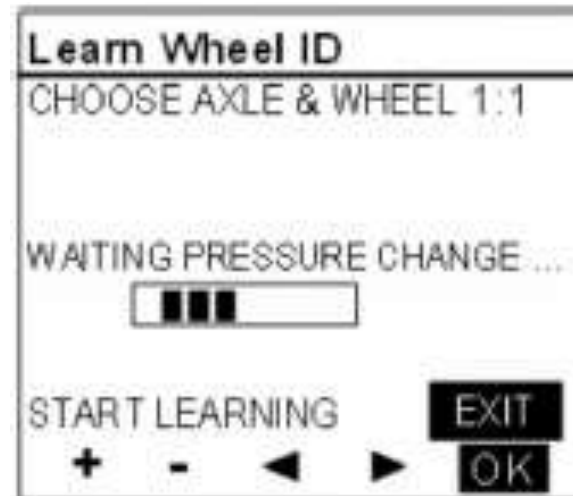 Learn Wheel ID
CHOOSE AXLE & WHEEL 1:1
WAITING PRESSURE CHANGE ...
START LEARNING EXIT
+ - ◄ ► OK